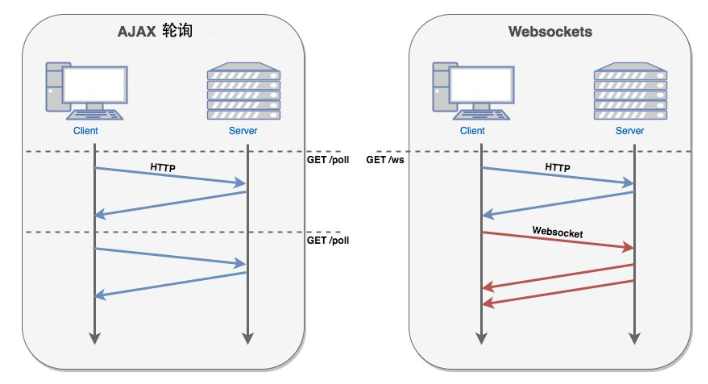 AJAX 轮询
Client
Server
GET /poll
HTTP
GET /poll
Websockets
Client
Server
GET /ws
HTTP
Websocket